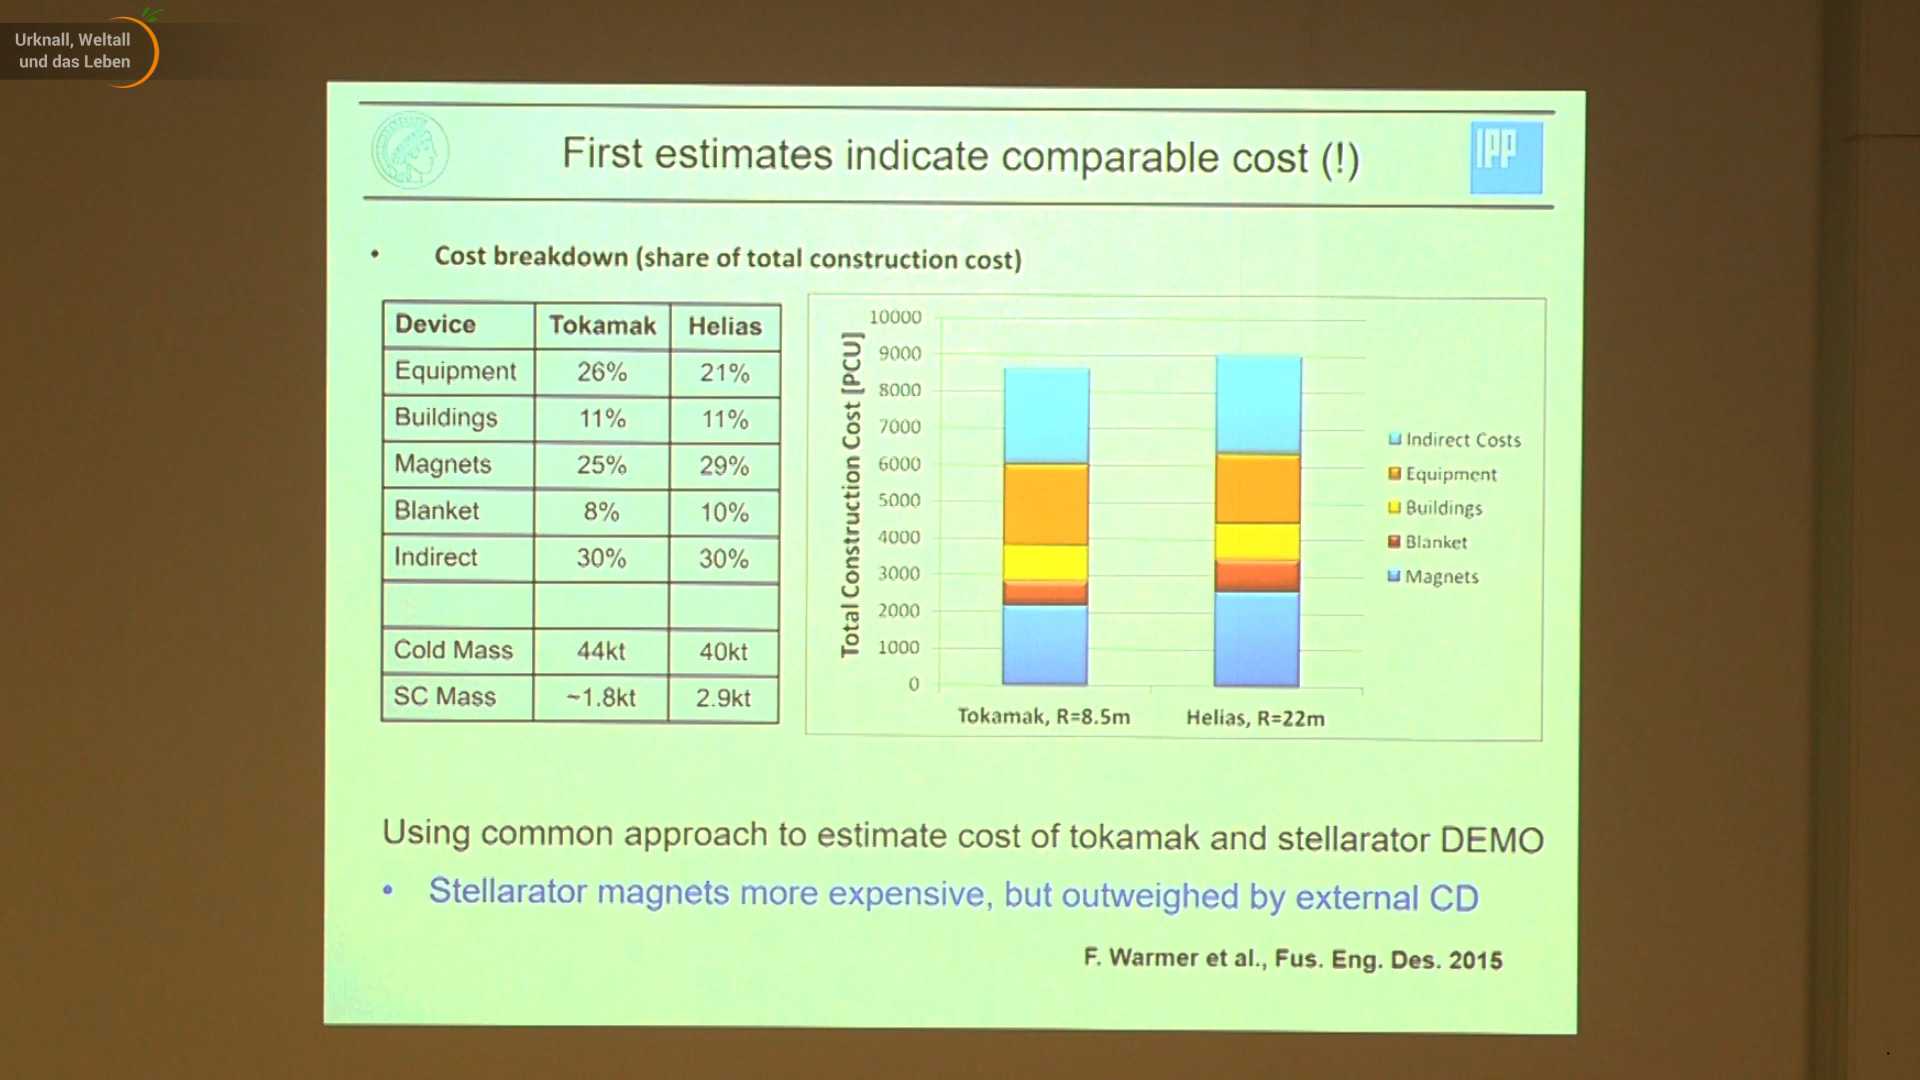 Urknall, Weltall
und das Leben
First estimates indicate comparable cost (!)
IPP
• Cost breakdown (share of total construction cost)
Device Tokamak Helias
Equipment 26% 21%
Buildings 11% 11%
Magnets 25% 29%
Blanket 8% 10%
Indirect 30% 30%
Cold Mass 44kt 40kt
SC Mass ~1.8kt 2.9kt
Total Construction Cost [PCU]
10000
9000
8000
7000
6000
5000
4000
3000
2000
1000
0
Tokamak, R=8.5m Helias, R=22m
Indirect Costs
Equipment
Buildings
Blanket
Magnets
Using common approach to estimate cost of tokamak and stellarator DEMO
• Stellarator magnets more expensive, but outweighed by external CD
F. Warmer et al., Fus. Eng. Des. 2015